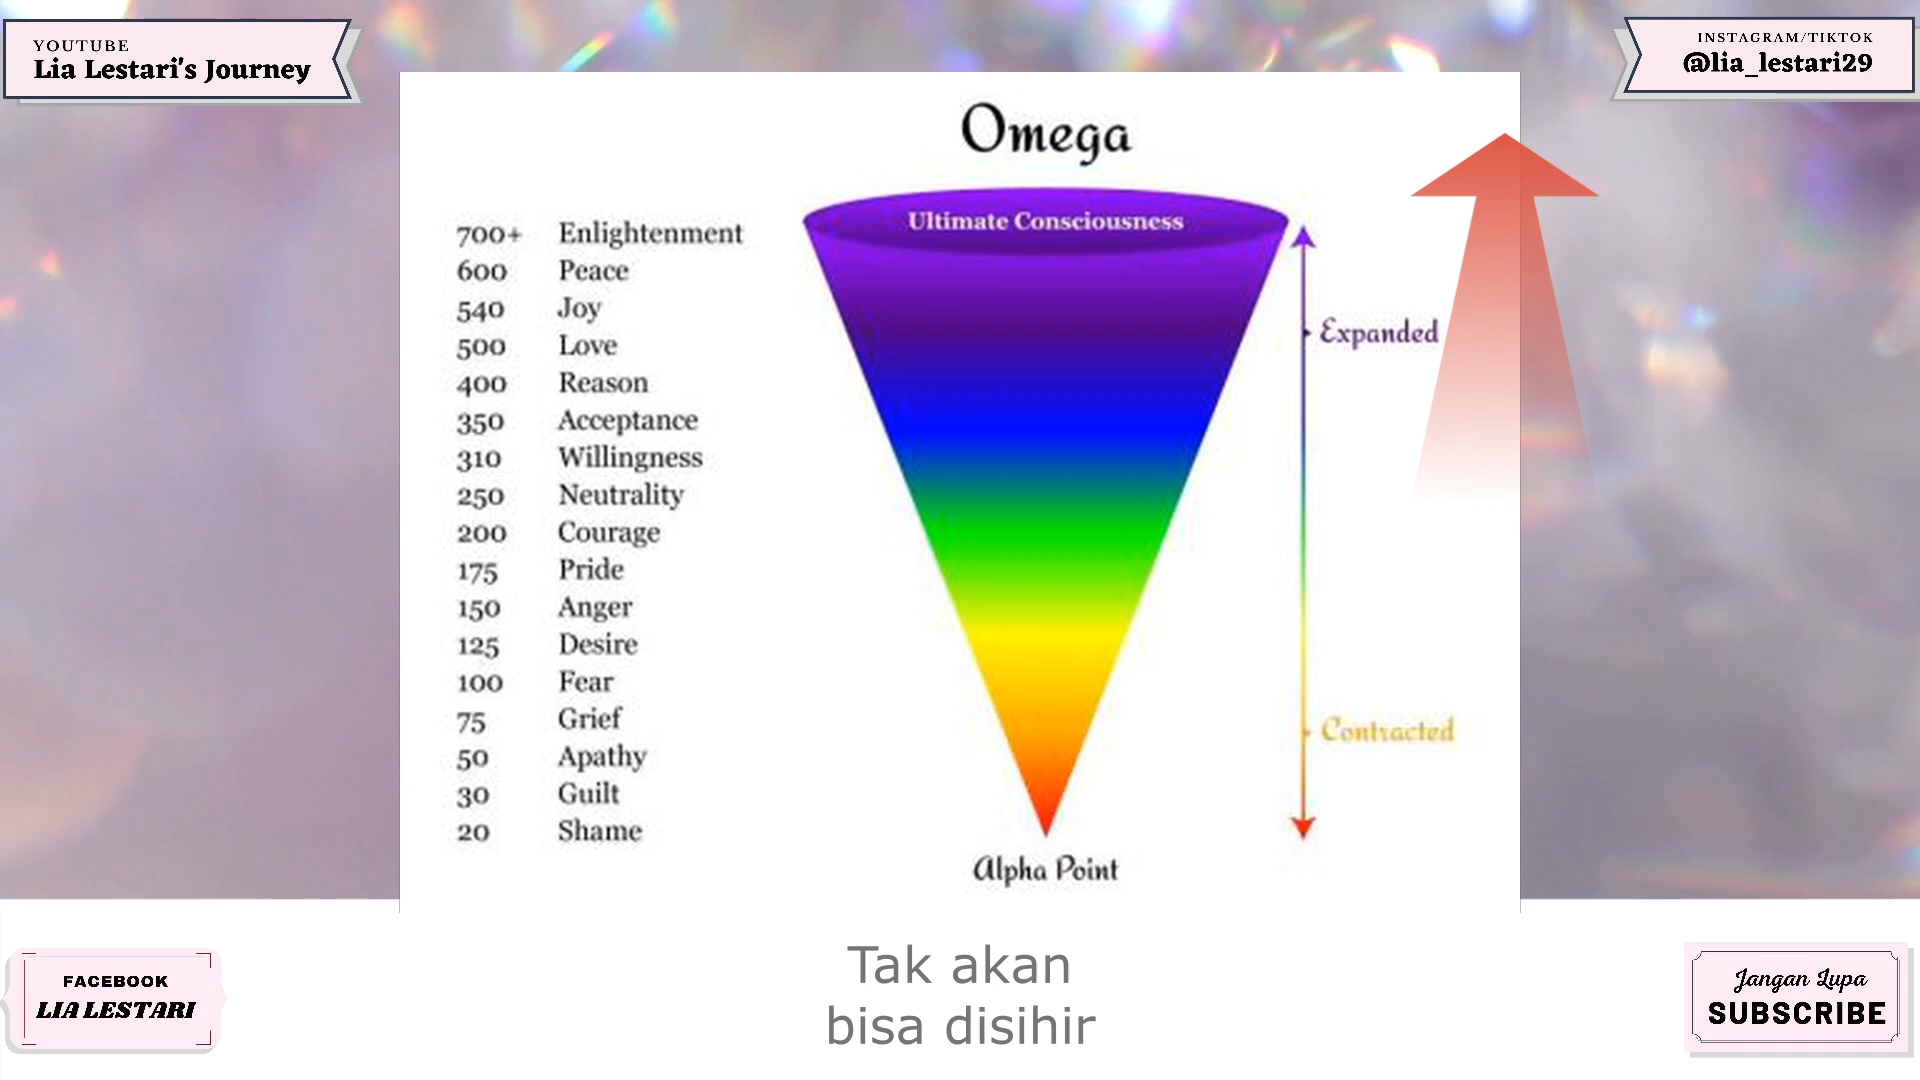 YOUTUBE
Lia Lestari's Journey
INSTAGRAM/TIKTOK
@lia_lestari29
Omega
Ultimate Consciousness
700+ Enlightenment
600 Peace
540 Joy
500 Love
400 Reason
350 Acceptance
310 Willingness
250 Neutrality
200 Courage
175 Pride
150 Anger
125 Desire
100 Fear
75 Grief
50 Apathy
30 Guilt
20 Shame
Expanded
Contracted
Alpha Point
Tak akan
bisa disihir
FACEBOOK
LIA LESTARI
Jangan Lupa
SUBSCRIBE